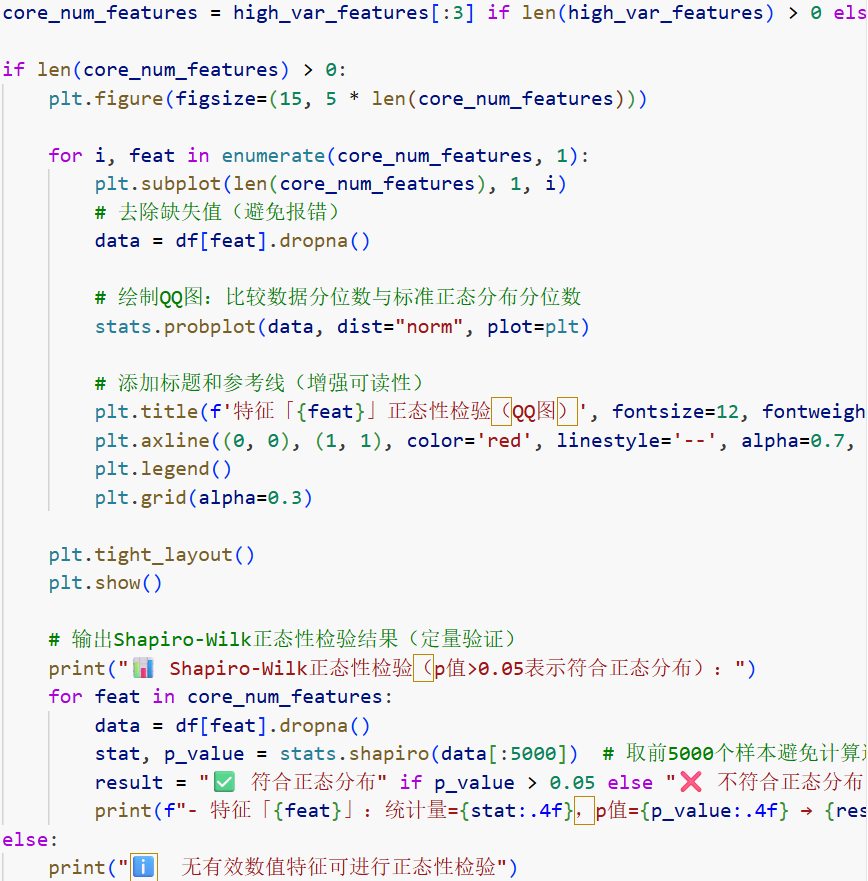 core_num_features = high_var_features[:3] if len(high_var_features) > 0 els
if len(core_num_features) > 0:
plt.figure(figsize=(15, 5 * len(core_num_features)))
for i, feat in enumerate(core_num_features, 1):
plt.subplot(len(core_num_features), 1, i)
# 去除缺失值（避免报错）
data = df[feat].dropna()
# 绘制QQ图：比较数据分位数与标准正态分布分位数
stats.probplot(data, dist="norm", plot=plt)
# 添加标题和参考线（增强可读性）
plt.title(f'特征「{feat}」正态性检验（QQ图）', fontsize=12, fontweigh
plt.axline((0, 0), (1, 1), color='red', linestyle='--', alpha=0.7,
plt.legend()
plt.grid(alpha=0.3)
plt.tight_layout()
plt.show()
# 输出Shapiro-Wilk正态性检验结果（定量验证）
print("📊 Shapiro-Wilk正态性检验（p值>0.05表示符合正态分布）：")
for feat in core_num_features:
data = df[feat].dropna()
stat, p_value = stats.shapiro(data[:5000])  # 取前5000个样本避免计算
result = "✅ 符合正态分布" if p_value > 0.05 else "❌ 不符合正态分布
print(f"- 特征「{feat}」：统计量={stat:.4f}，p值={p_value:.4f} → {res
else:
print("ℹ️ 无有效数值特征可进行正态性检验")